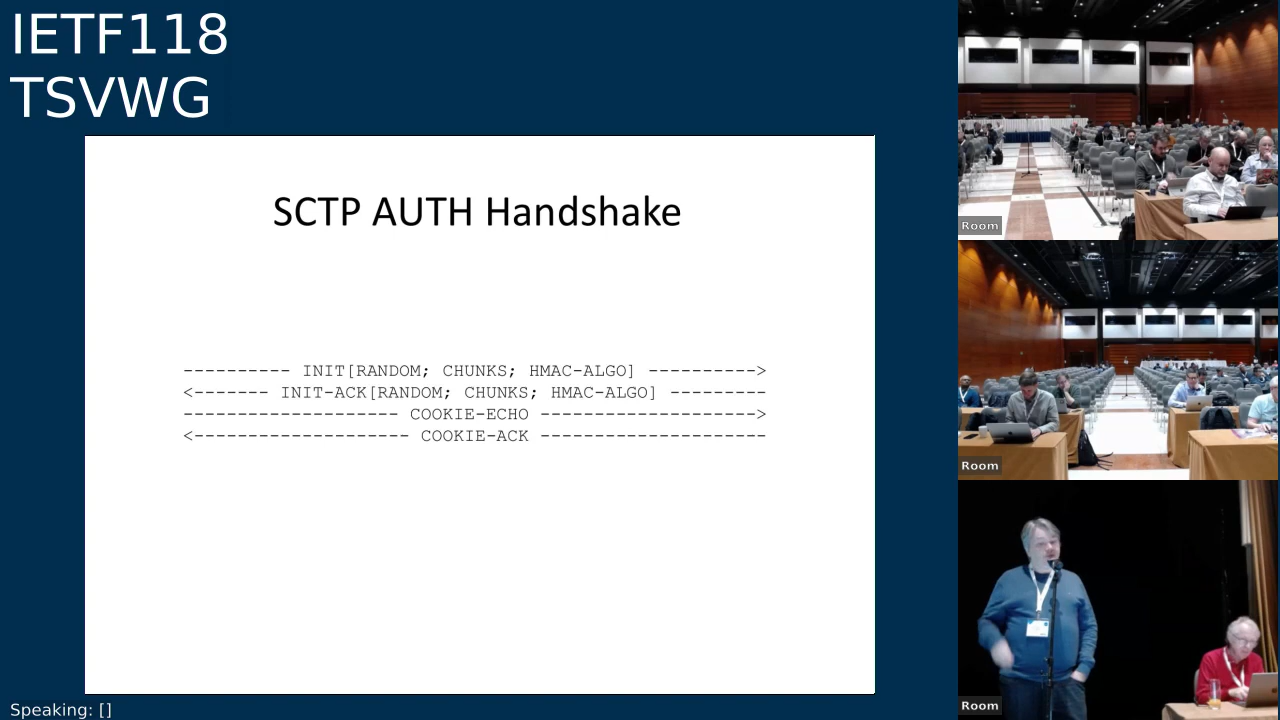 IETF118
TSVWG
SCTP AUTH Handshake
---------- INIT[RANDOM; CHUNKS; HMAC-ALGO] ---------->
<------- INIT-ACK[RANDOM; CHUNKS; HMAC-ALGO] ---------
-------------------- COOKIE-ECHO -------------------->
<-------------------- COOKIE-ACK ---------------------
Room
Room
Room
Speaking: []